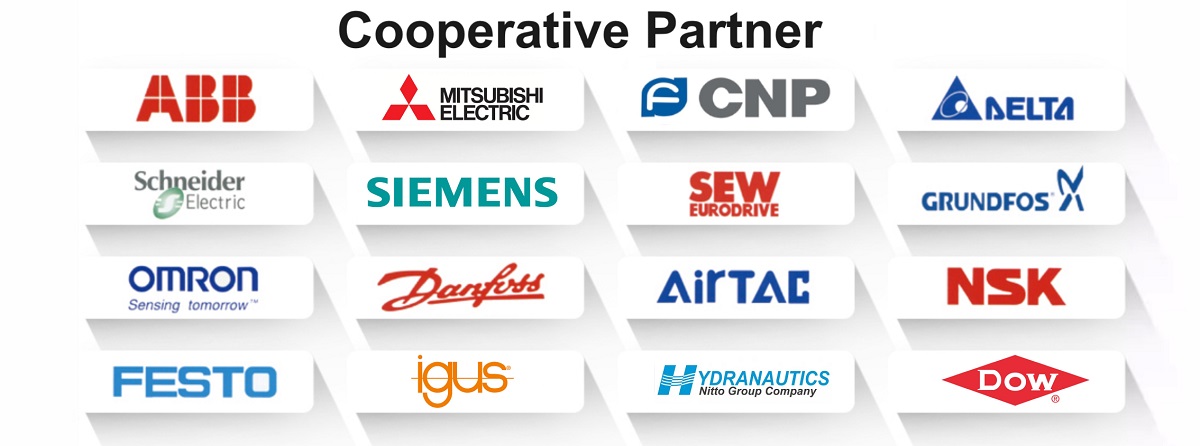 Cooperative Partner
ABB
MITSUBISHI
ELECTRIC
CNP
DELTA
Schneider
Electric
SIEMENS
SEW
EURODRIVE
GRUNDFOS
OMRON
Sensing tomorrow™
Danfoss
AirTAC
NSK
FESTO
igus®
HYDRANAUTICS
Nitto Group Company
DOW
®